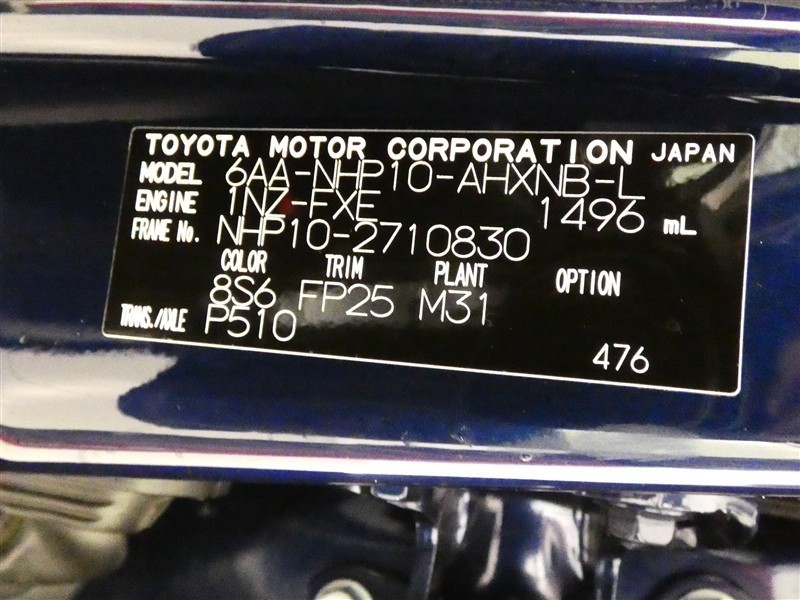 TOYOTA MOTOR CORPORATION JAPAN
MODEL 6AA-NHP10-AHXNB-L
ENGINE 1NZ-FXE 1496 mL
FRAME No. NHP10-2710830
COLOR TRIM PLANT OPTION
8S6 FP25 M31
TRANS./AXLE P510
476